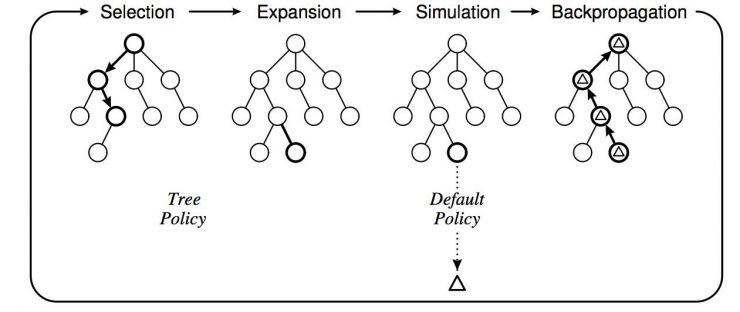 Selection
Expansion
Simulation
Backpropagation
Tree
Policy
Default
Policy